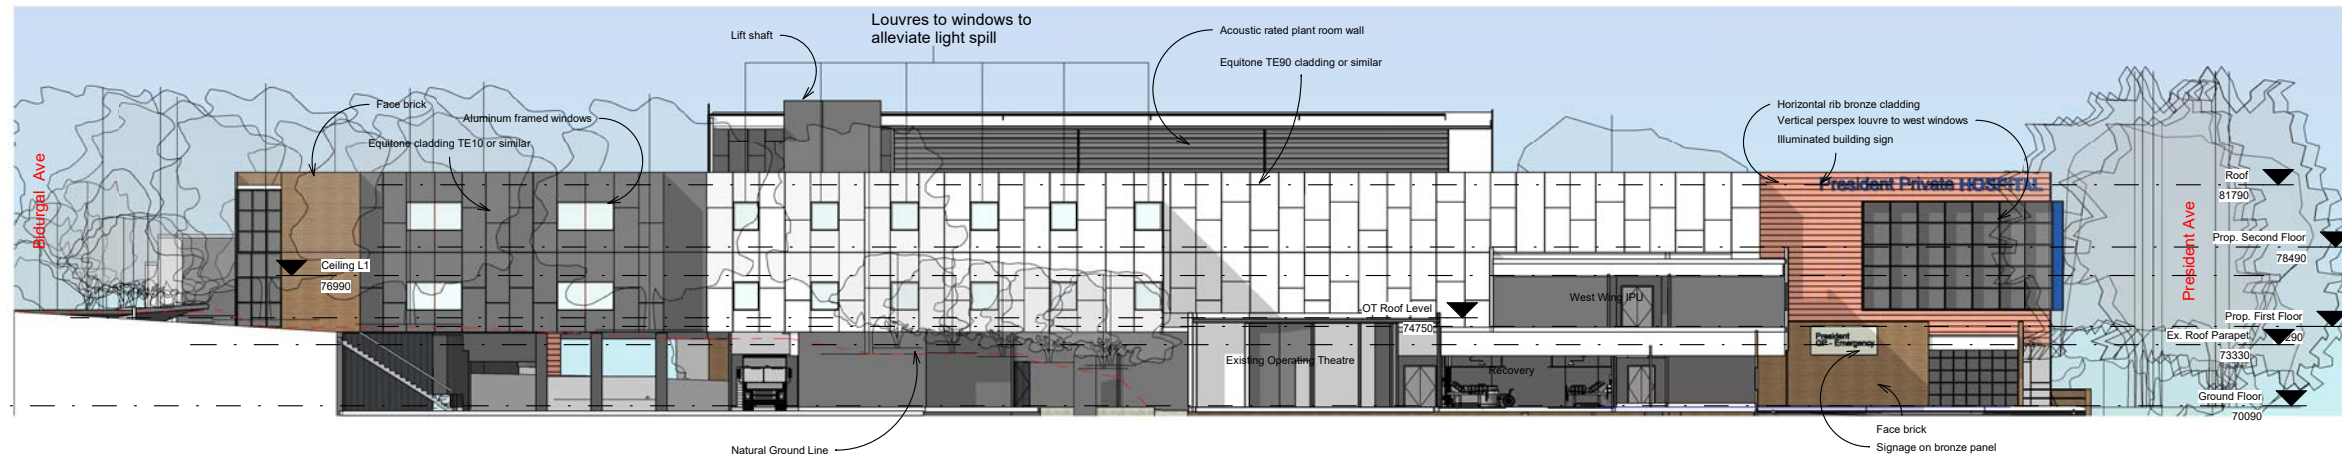 Louvres to windows to
alleviate light spill
Lift shaft
Acoustic rated plant room wall
Equitone TE90 cladding or similar
Face brick
Aluminum framed windows
Equitone cladding TE10 or similar
Horizontal rib bronze cladding
Vertical perspex louvre to west windows
Illuminated building sign
President Private HOSPITAL
Bidurgal Ave
President Ave
Roof
81790
Prop. Second Floor
78490
Ceiling L1
76990
West Wing IPU
OT Roof Level
74750
Prop. First Floor
290
Ex. Roof Parapet
73330
President
GP - Emergency
Existing Operating Theatre
Recovery
Ground Floor
70090
Natural Ground Line
Face brick
Signage on bronze panel